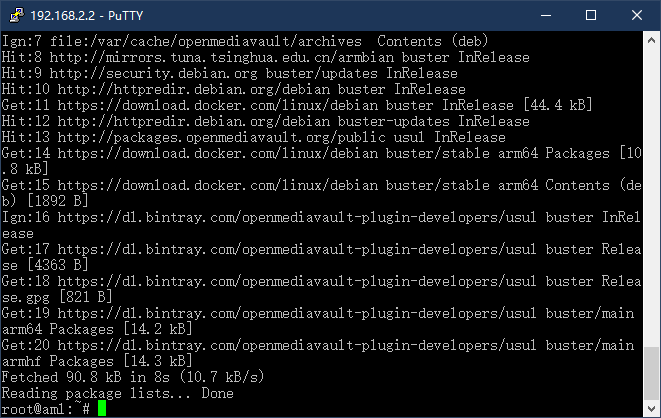 192.168.2.2 - PuTTY
Ign:7 file:/var/cache/openmediavault/archives  Contents (deb)
Hit:8 http://mirrors.tuna.tsinghua.edu.cn/armbian buster InRelease
Hit:9 http://security.debian.org buster/updates InRelease
Hit:10 http://httpredir.debian.org/debian buster InRelease
Get:11 https://download.docker.com/linux/debian buster InRelease [44.4 kB]
Hit:12 http://httpredir.debian.org/debian buster-updates InRelease
Hit:13 http://packages.openmediavault.org/public usul InRelease
Get:14 https://download.docker.com/linux/debian buster/stable arm64 Packages [10
.8 kB]
Get:15 https://download.docker.com/linux/debian buster/stable arm64 Contents (de
b) [1892 B]
Ign:16 https://dl.bintray.com/openmediavault-plugin-developers/usul buster InRel
ease
Get:17 https://dl.bintray.com/openmediavault-plugin-developers/usul buster Relea
se [4363 B]
Get:18 https://dl.bintray.com/openmediavault-plugin-developers/usul buster Relea
se.gpg [821 B]
Get:19 https://dl.bintray.com/openmediavault-plugin-developers/usul buster/main
arm64 Packages [14.2 kB]
Get:20 https://dl.bintray.com/openmediavault-plugin-developers/usul buster/main
armhf Packages [14.3 kB]
Fetched 90.8 kB in 8s (10.7 kB/s)
Reading package lists... Done
root@aml:~#